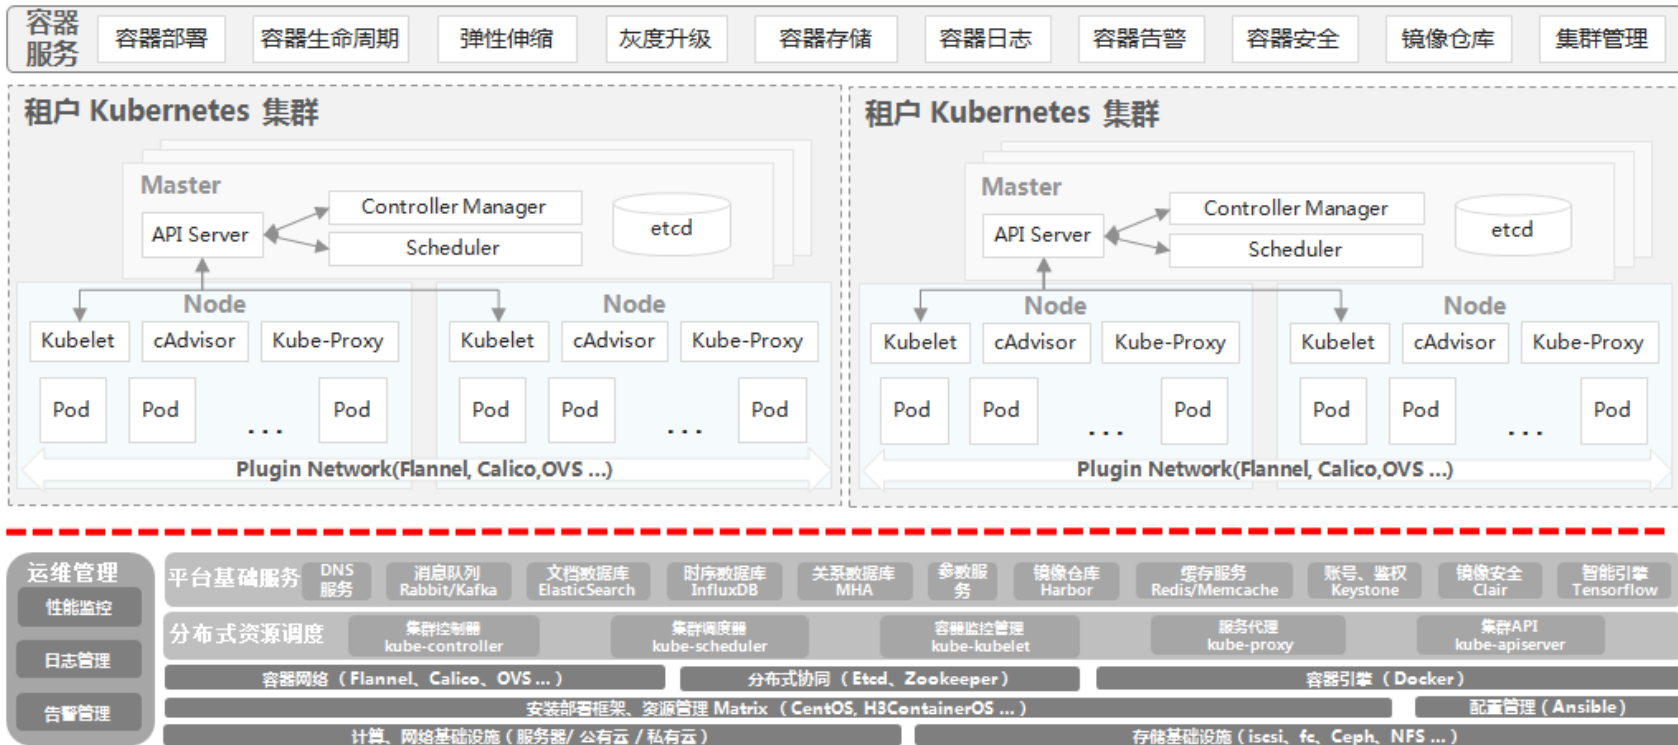 容器
服务
容器部署
容器生命周期
弹性伸缩
灰度升级
容器存储
容器日志
容器告警
容器安全
镜像仓库
集群管理
租户 Kubernetes 集群
Master
API Server
Controller Manager
Scheduler
etcd
Node
Kubelet
cAdvisor
Kube-Proxy
Pod
Pod
...
Pod
Node
Kubelet
cAdvisor
Kube-Proxy
Pod
Pod
...
Pod
Plugin Network(Flannel, Calico,OVS ...)
租户 Kubernetes 集群
Master
API Server
Controller Manager
Scheduler
etcd
Node
Kubelet
cAdvisor
Kube-Proxy
Pod
Pod
...
Pod
Node
Kubelet
cAdvisor
Kube-Proxy
Pod
Pod
...
Pod
Plugin Network(Flannel, Calico,OVS ...)
运维管理
性能监控
日志管理
告警管理
平台基础服务
DNS
服务
消息队列
Rabbit/Kafka
文档数据库
ElasticSearch
时序数据库
InfluxDB
关系数据库
MHA
参数服
务
镜像仓库
Harbor
缓存服务
Redis/Memcache
账号、鉴权
Keystone
镜像安全
Clair
智能引擎
Tensorflow
分布式资源调度
集群控制器
kube-controller
集群调度器
kube-scheduler
容器监控管理
kube-kubelet
服务代理
kube-proxy
集群API
kube-apiserver
容器网络（Flannel、Calico、OVS ...）
分布式协同（Etcd、Zookeeper）
容器引擎（Docker）
安装部署框架、资源管理 Matrix （CentOS, H3ContainerOS ...）
配置管理（Ansible）
计算、网络基础设施（服务器/ 公有云 / 私有云）
存储基础设施（iscsi、fc、Ceph、NFS ...）